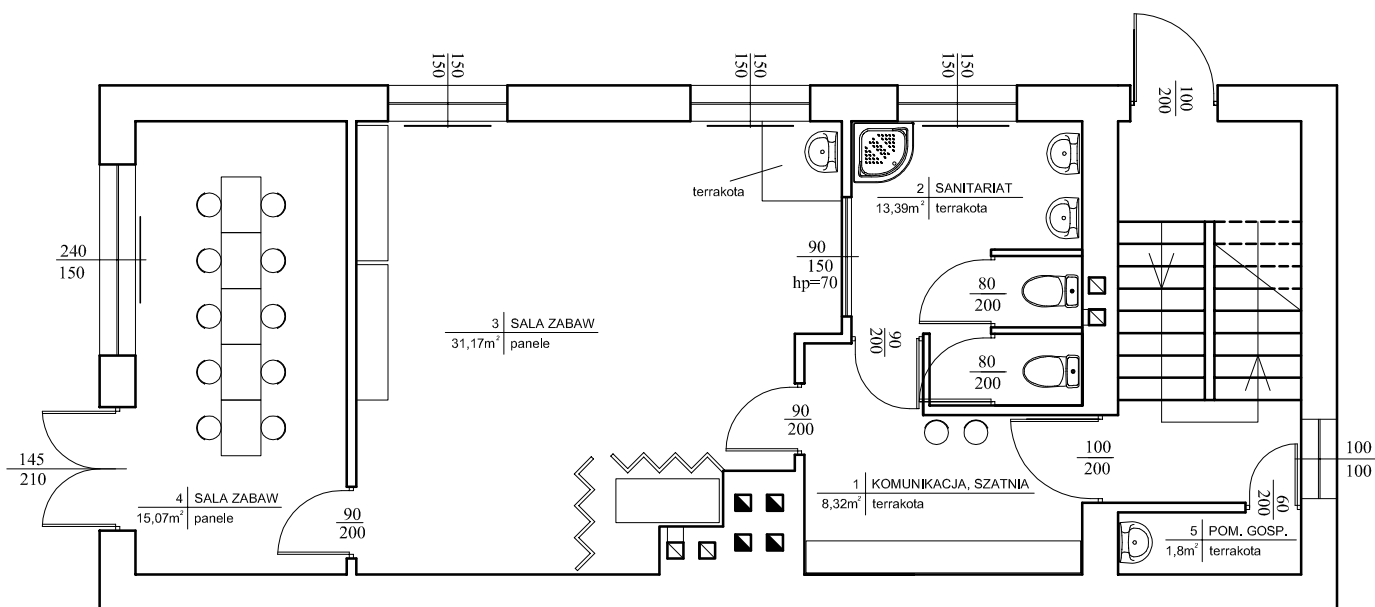 150
150
150
150
150
150
100
200
terrakota
2 SANITARIAT
13,39m² terrakota
240
150
90
150
hp=70
80
200
3 SALA ZABAW
31,17m² panele
90
200
80
200
90
200
100
200
145
210
100
100
1 KOMUNIKACJA, SZATNIA
8,32m² terrakota
4 SALA ZABAW
15,07m² panele
60
200
90
200
5 POM. GOSP.
1,8m² terrakota